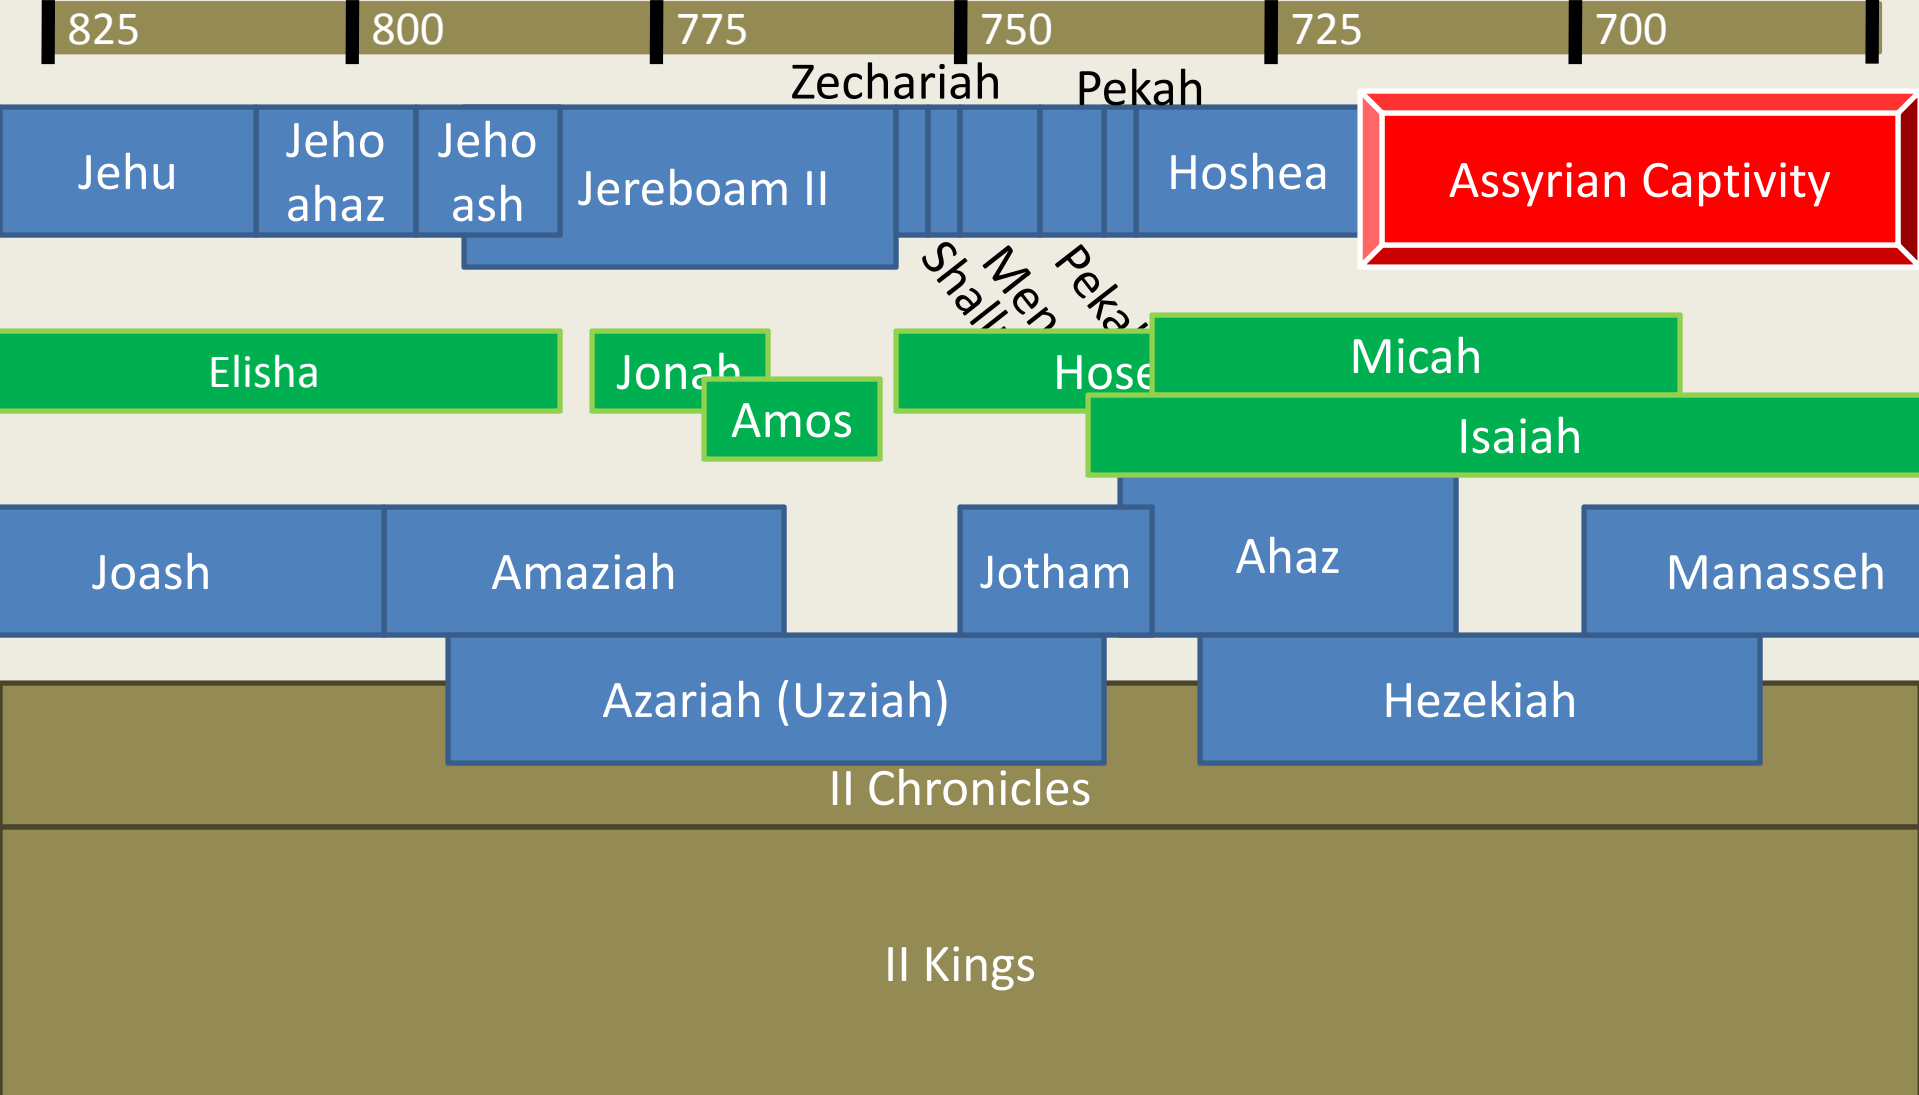 825 800 775 750 725 700
Zechariah Pekah
Jehu
Jeho
ahaz
Jeho
ash
Jereboam II
Hoshea
Assyrian Captivity
Elisha
Jonah
Amos
Micah
Isaiah
Joash
Amaziah
Jotham
Ahaz
Manasseh
Azariah (Uzziah)
Hezekiah
II Chronicles
II Kings